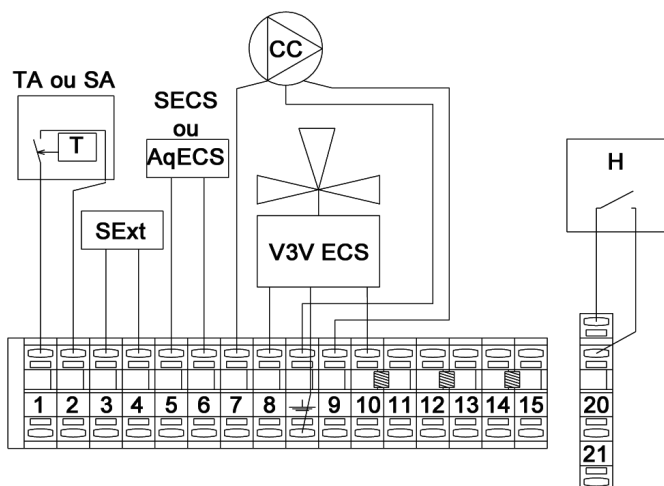 CC
TA ou SA
T
SECS
ou
AqECS
SExt
V3V ECS
H
1 2 3 4 5 6 7 8 9 10 11 12 13 14 15
20
21